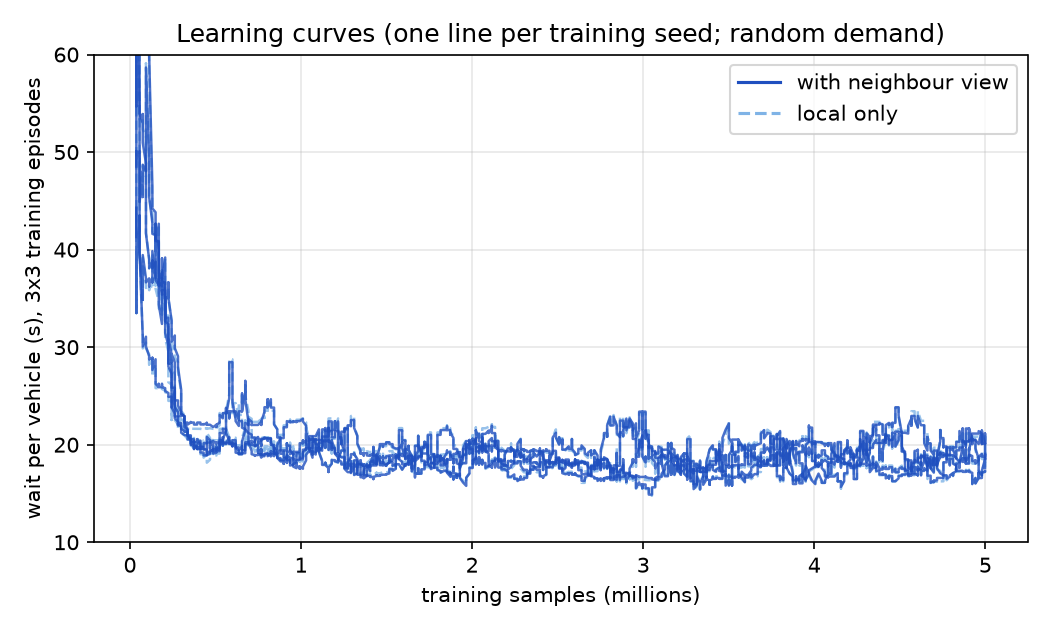 Learning curves (one line per training seed; random demand)
with neighbour view
local only
wait per vehicle (s), 3x3 training episodes
60
50
40
30
20
10
0
1
2
3
4
5
training samples (millions)